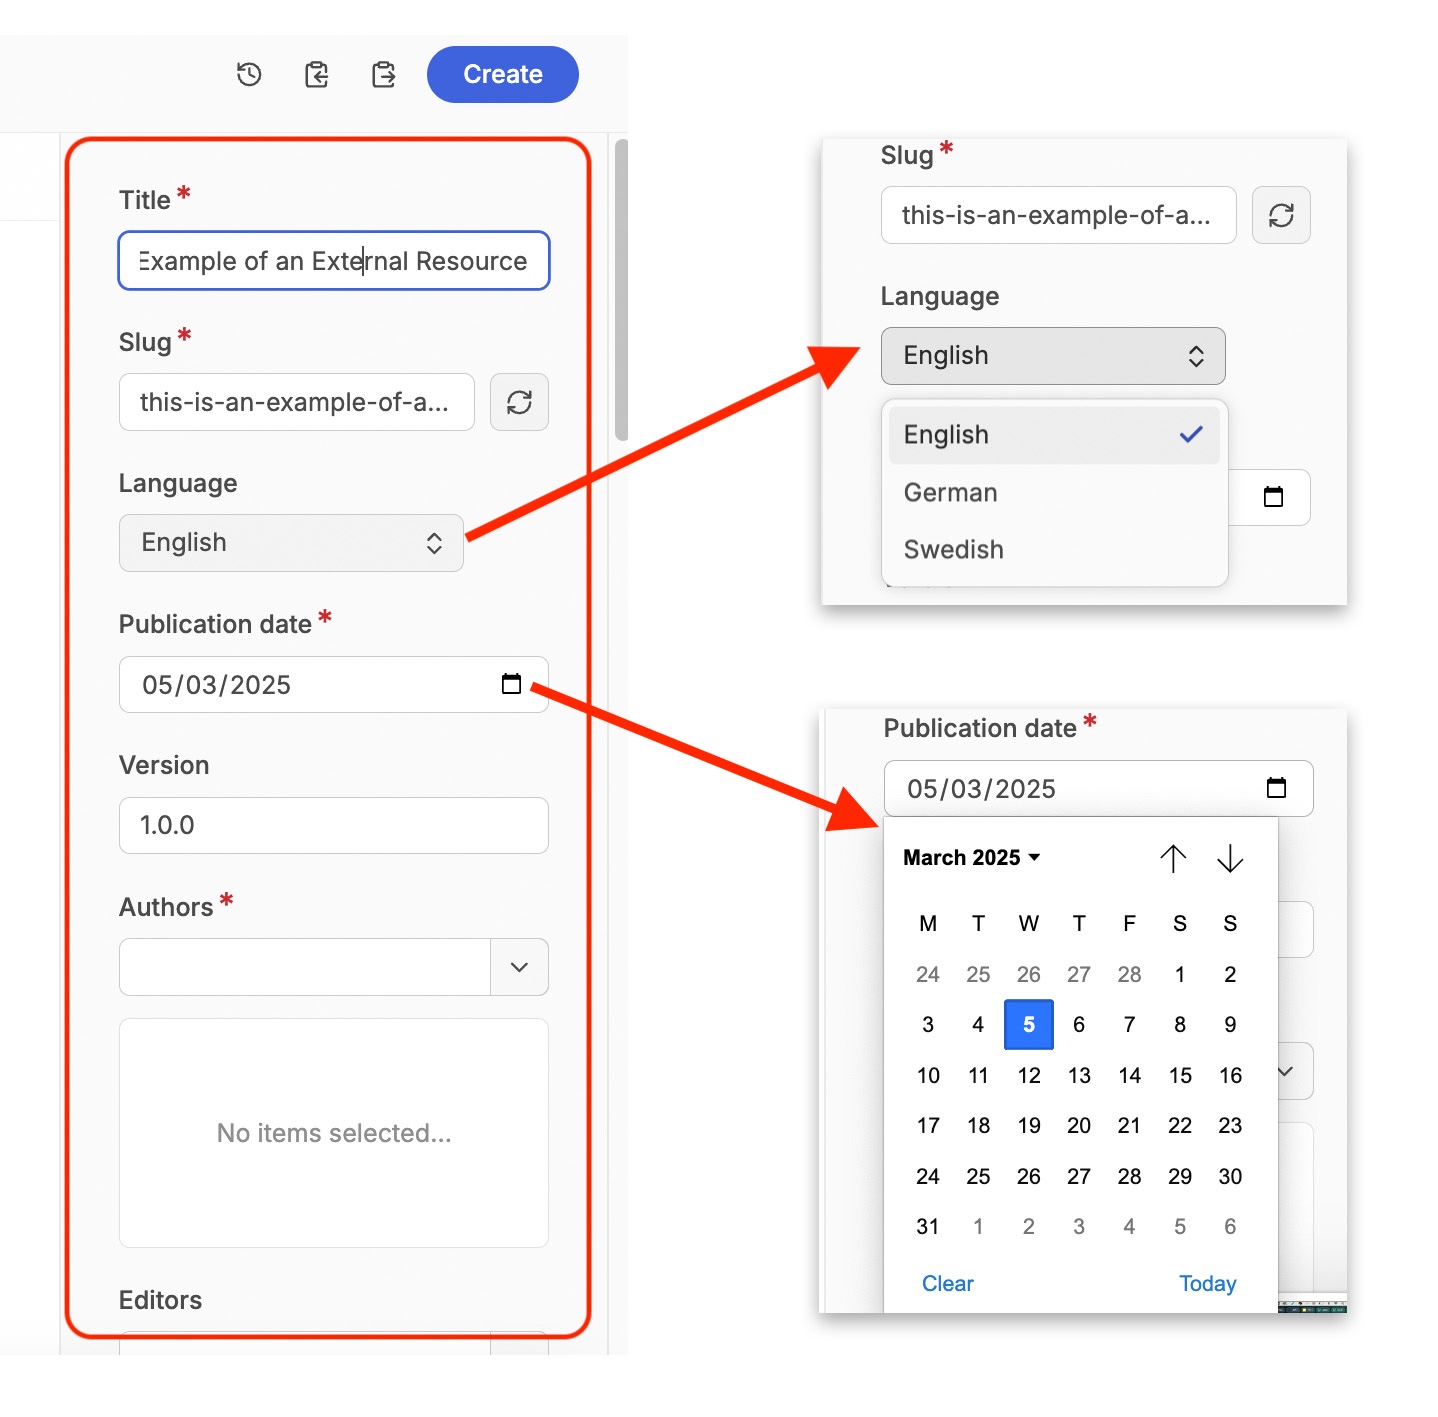 Create
Title *
Example of an External Resource
Slug *
this-is-an-example-of-a...
Language
English
Publication date *
05/03/2025
Version
1.0.0
Authors *
No items selected...
Editors
Slug *
this-is-an-example-of-a...
Language
English
English
German
Swedish
Publication date *
05/03/2025
March 2025
M T W T F S S
24 25 26 27 28 1 2
3 4 5 6 7 8 9
10 11 12 13 14 15 16
17 18 19 20 21 22 23
24 25 26 27 28 29 30
31 1 2 3 4 5 6
Clear Today